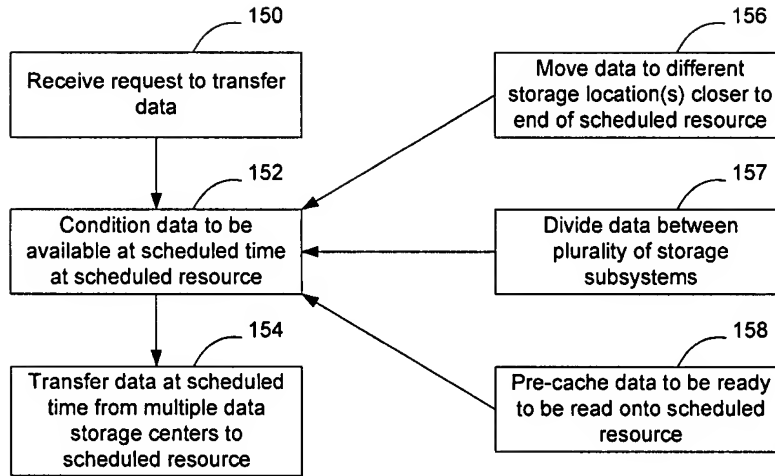 150
Receive request to transfer
data
152
Condition data to be
available at scheduled time
at scheduled resource
154
Transfer data at scheduled
time from multiple data
storage centers to
scheduled resource
156
Move data to different
storage location(s) closer to
end of scheduled resource
157
Divide data between
plurality of storage
subsystems
158
Pre-cache data to be ready
to be read onto scheduled
resource